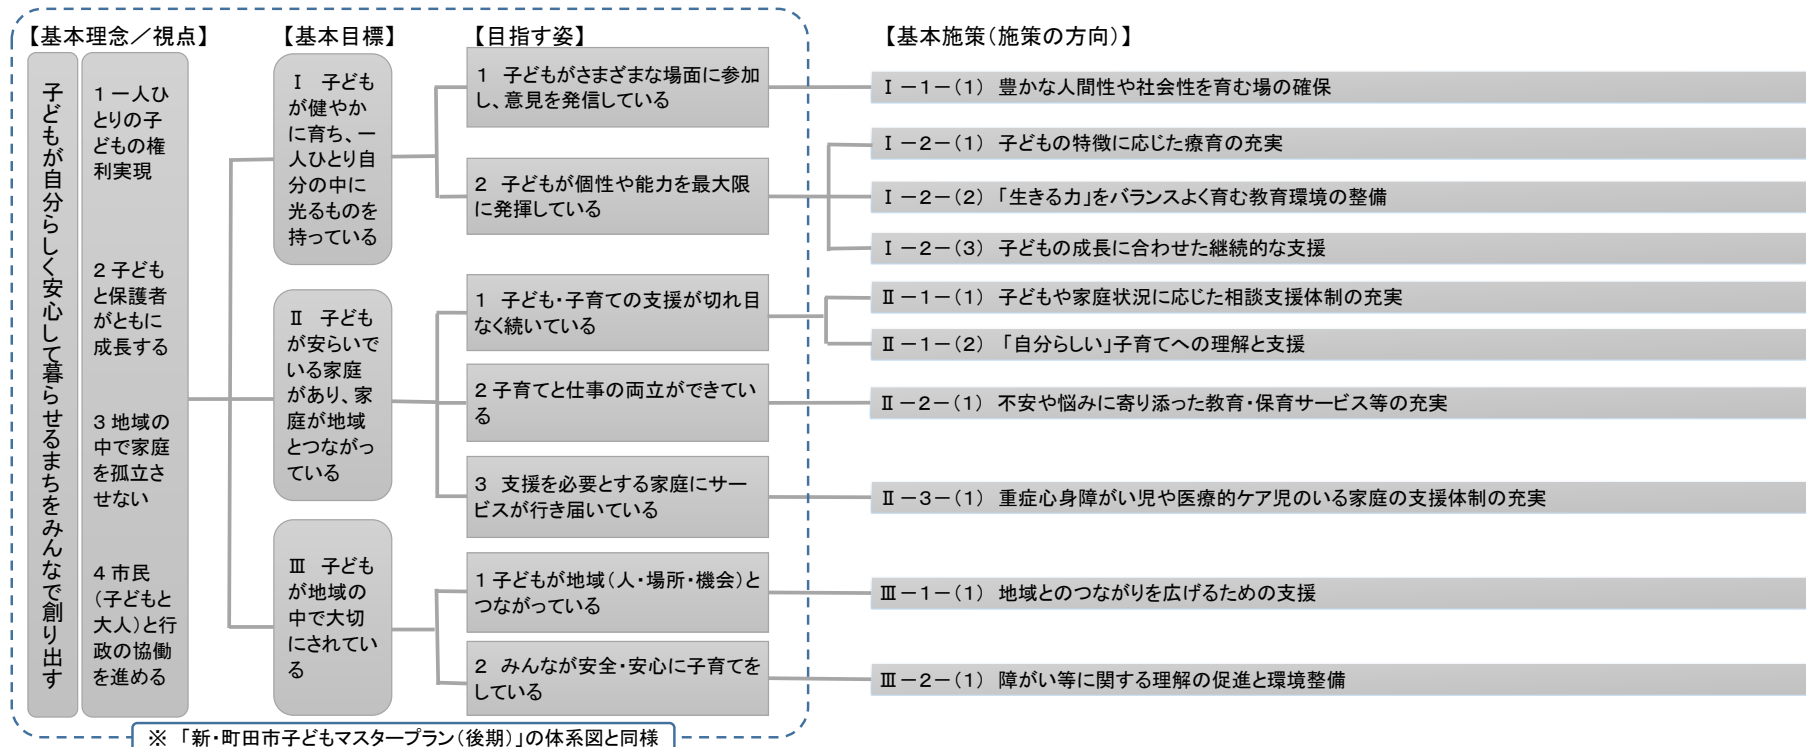 【基本理念／視点】
子どもが自分らしく安心して暮らせるまちをみんなで創り出す
１一人ひ
とりの子
どもの権
利実現
２子ども
と保護者
がともに
成長する
３地域の
中で家庭
を孤立さ
せない
４市民
（子どもと
大人）と行
政の協働
を進める
【基本目標】
Ⅰ　子ども
が健やか
に育ち、一
人ひとり自
分の中に
光るものを
持っている
Ⅱ　子ども
が安らいで
いる家庭
があり、家
庭が地域
とつながっ
ている
Ⅲ　子ども
が地域の
中で大切
にされてい
る
【目指す姿】
１　子どもがさまざまな場面に参加
し、意見を発信している
２　子どもが個性や能力を最大限
に発揮している
１　子ども・子育ての支援が切れ目
なく続いている
２子育てと仕事の両立ができてい
る
３　支援を必要とする家庭にサー
ビスが行き届いている
１子どもが地域（人・場所・機会）と
つながっている
２　みんなが安全・安心に子育てを
している
【基本施策（施策の方向）】
Ⅰ－１－（１）　豊かな人間性や社会性を育む場の確保
Ⅰ－２－（１）　子どもの特徴に応じた療育の充実
Ⅰ－２－（２）　「生きる力」をバランスよく育む教育環境の整備
Ⅰ－２－（３）　子どもの成長に合わせた継続的な支援
Ⅱ－１－（１）　子どもや家庭状況に応じた相談支援体制の充実
Ⅱ－１－（２）　「自分らしい」子育てへの理解と支援
Ⅱ－２－（１）　不安や悩みに寄り添った教育・保育サービス等の充実
Ⅱ－３－（１）　重症心身障がい児や医療的ケア児のいる家庭の支援体制の充実
Ⅲ－１－（１）　地域とのつながりを広げるための支援
Ⅲ－２－（１）　障がい等に関する理解の促進と環境整備
※　「新・町田市子どもマスタープラン（後期）」の体系図と同様